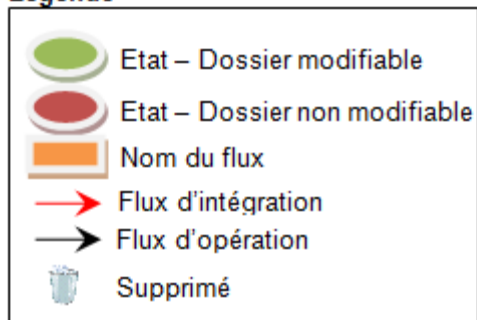 Légende
Etat – Dossier modifiable
Etat – Dossier non modifiable
Nom du flux
Flux d’intégration
Flux d’opération
Supprimé